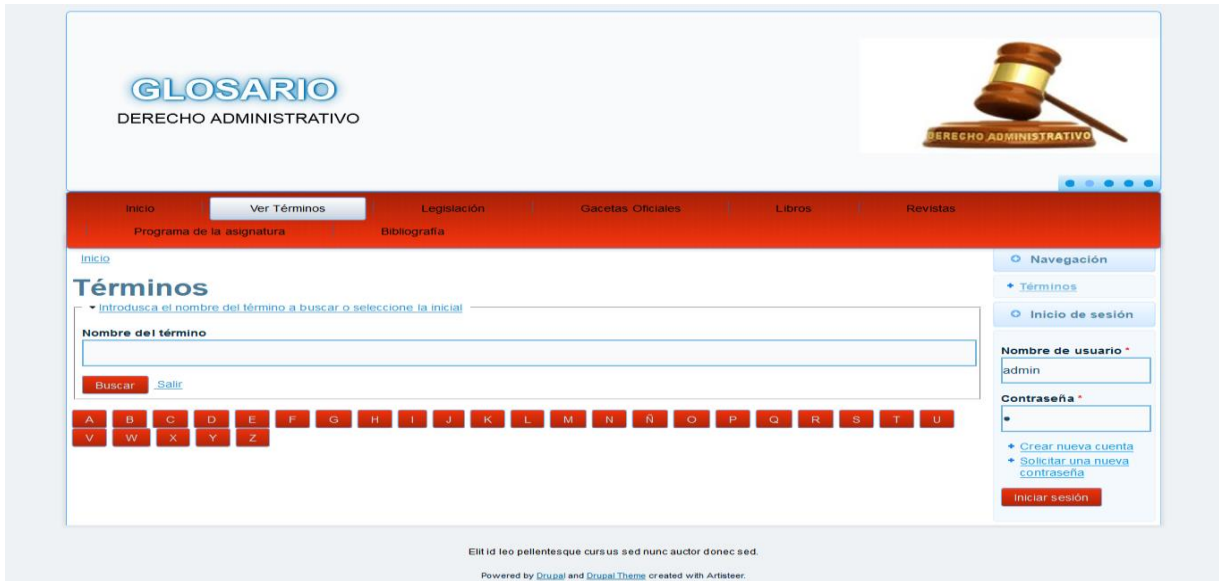 GLOSARIO
DERECHO ADMINISTRATIVO
DERECHO ADMINISTRATIVO
Inicio Ver Términos Legislación Gacetas Oficiales Libros Revistas
Programa de la asignatura Bibliografía
Inicio
Términos
Introdusca el nombre del término a buscar o seleccione la inicial
Nombre del término
Buscar Salir
A B C D E F G H I J K L M N Ñ O P Q R S T U
V W X Y Z
Navegación
Términos
Inicio de sesión
Nombre de usuario *
admin
Contraseña *
Crear nueva cuenta
Solicitar una nueva
contraseña
Iniciar sesión
Elit id leo pellentesque cursus sed nunc auctor donec sed.
Powered by Drupal and Drupal Theme created with Artisteer.